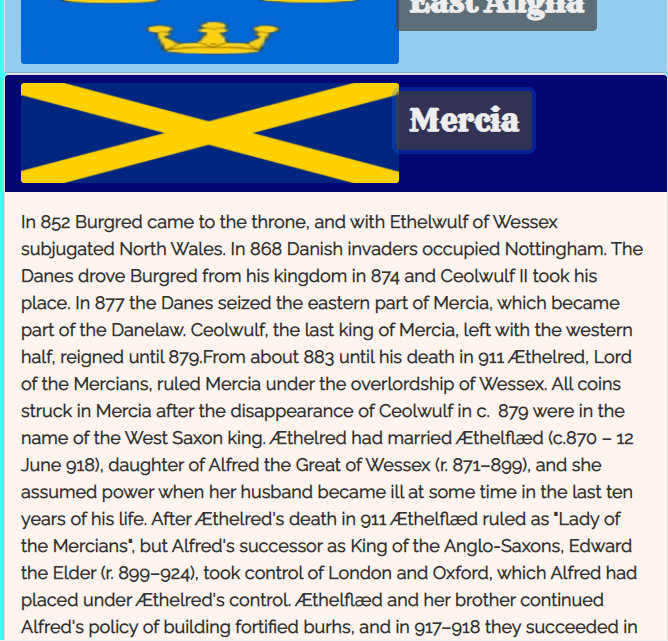 East Anglia
Mercia
In 852 Burgred came to the throne, and with Ethelwulf of Wessex
subjugated North Wales. In 868 Danish invaders occupied Nottingham. The
Danes drove Burgred from his kingdom in 874 and Ceolwulf II took his
place. In 877 the Danes seized the eastern part of Mercia, which became
part of the Danelaw. Ceolwulf, the last king of Mercia, left with the western
half, reigned until 879.From about 883 until his death in 911 Æthelred, Lord
of the Mercians, ruled Mercia under the overlordship of Wessex. All coins
struck in Mercia after the disappearance of Ceolwulf in c.  879 were in the
name of the West Saxon king. Æthelred had married Æthelflæd (c.870 – 12
June 918), daughter of Alfred the Great of Wessex (r. 871–899), and she
assumed power when her husband became ill at some time in the last ten
years of his life. After Æthelred's death in 911 Æthelflæd ruled as "Lady of
the Mercians", but Alfred's successor as King of the Anglo-Saxons, Edward
the Elder (r. 899–924), took control of London and Oxford, which Alfred had
placed under Æthelred's control. Æthelflæd and her brother continued
Alfred's policy of building fortified burhs, and in 917–918 they succeeded in